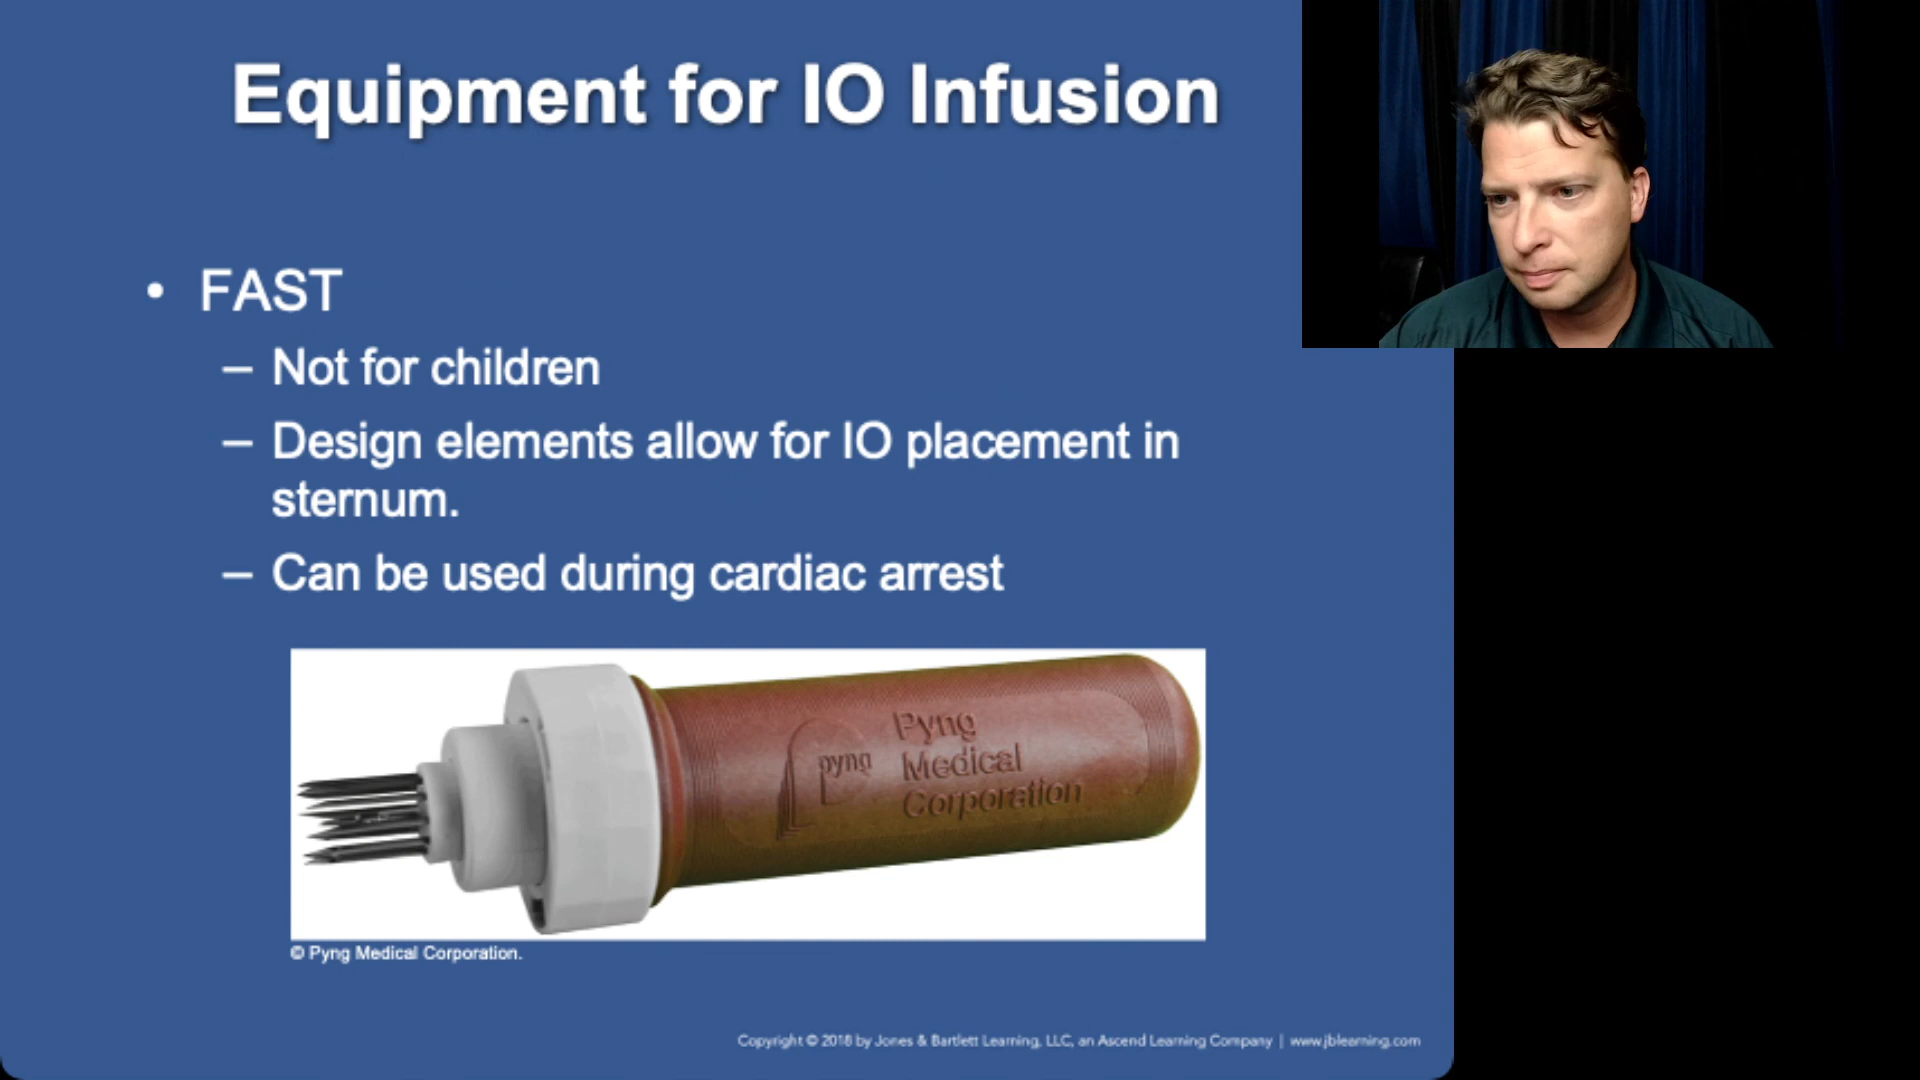 Equipment for IO Infusion
• FAST
– Not for children
– Design elements allow for IO placement in
sternum.
– Can be used during cardiac arrest
pyng
Pyng
Medical
Corporation
© Pyng Medical Corporation.
Copyright © 2018 by Jones & Bartlett Learning, LLC, an Ascend Learning Company | www.jblearning.com